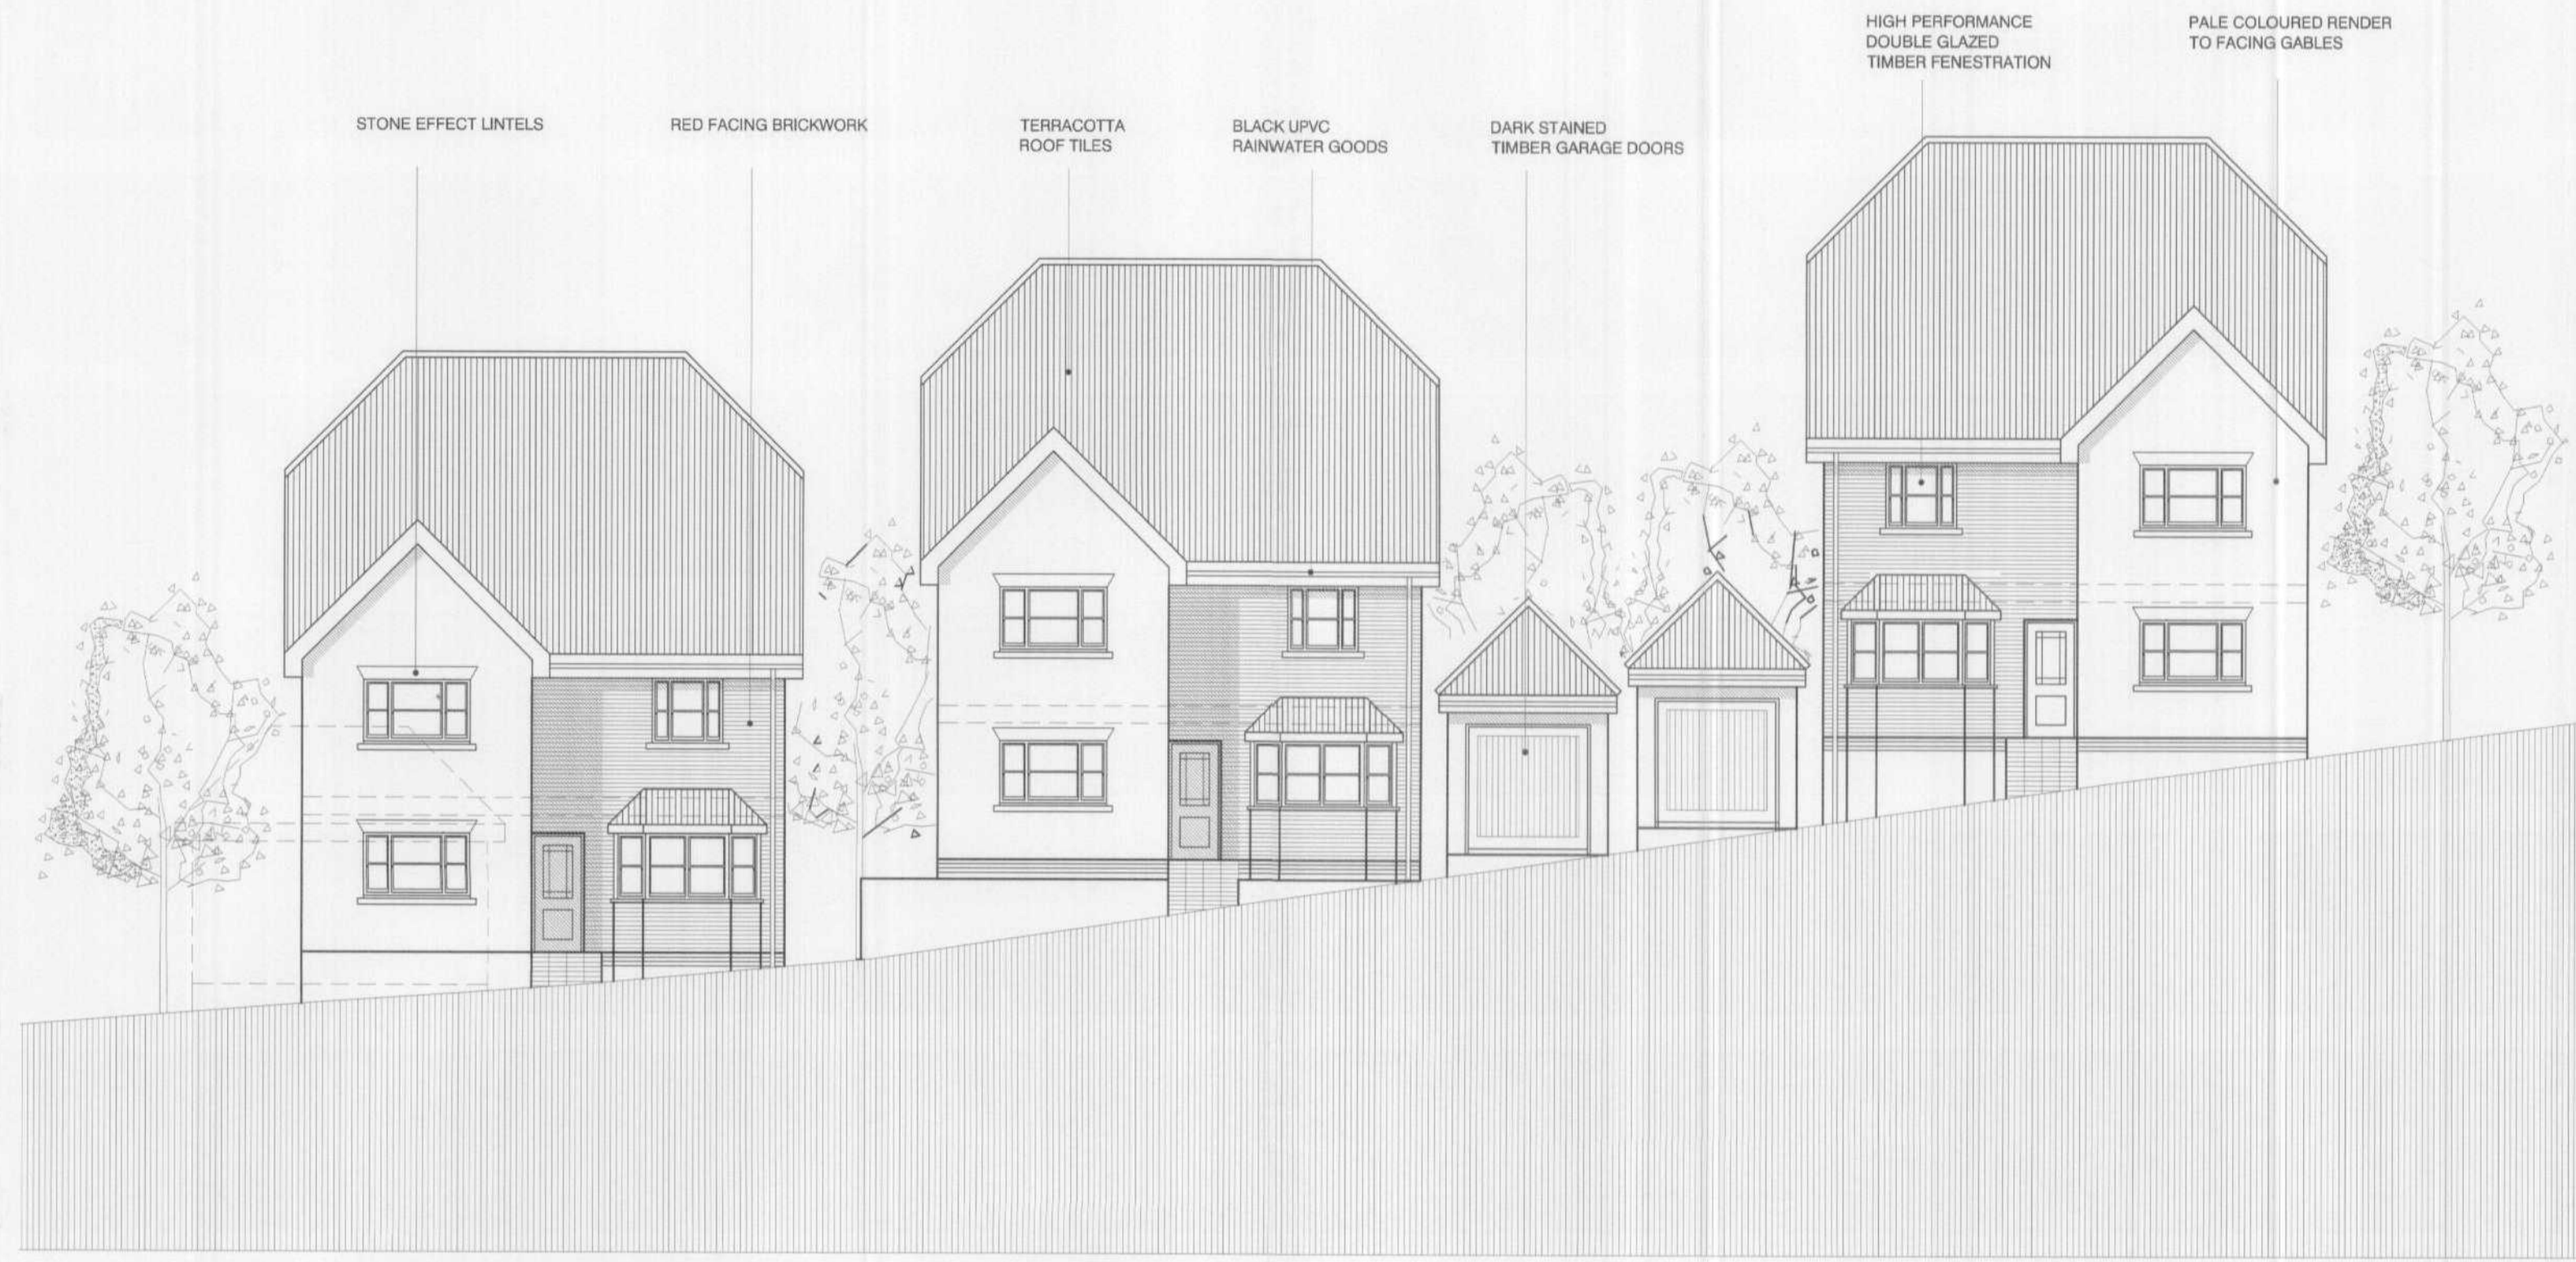 HIGH PERFORMANCE
DOUBLE GLAZED
TIMBER FENESTRATION
PALE COLOURED RENDER
TO FACING GABLES
STONE EFFECT LINTELS
RED FACING BRICKWORK
TERRACOTTA
ROOF TILES
BLACK UPVC
RAINWATER GOODS
DARK STAINED
TIMBER GARAGE DOORS